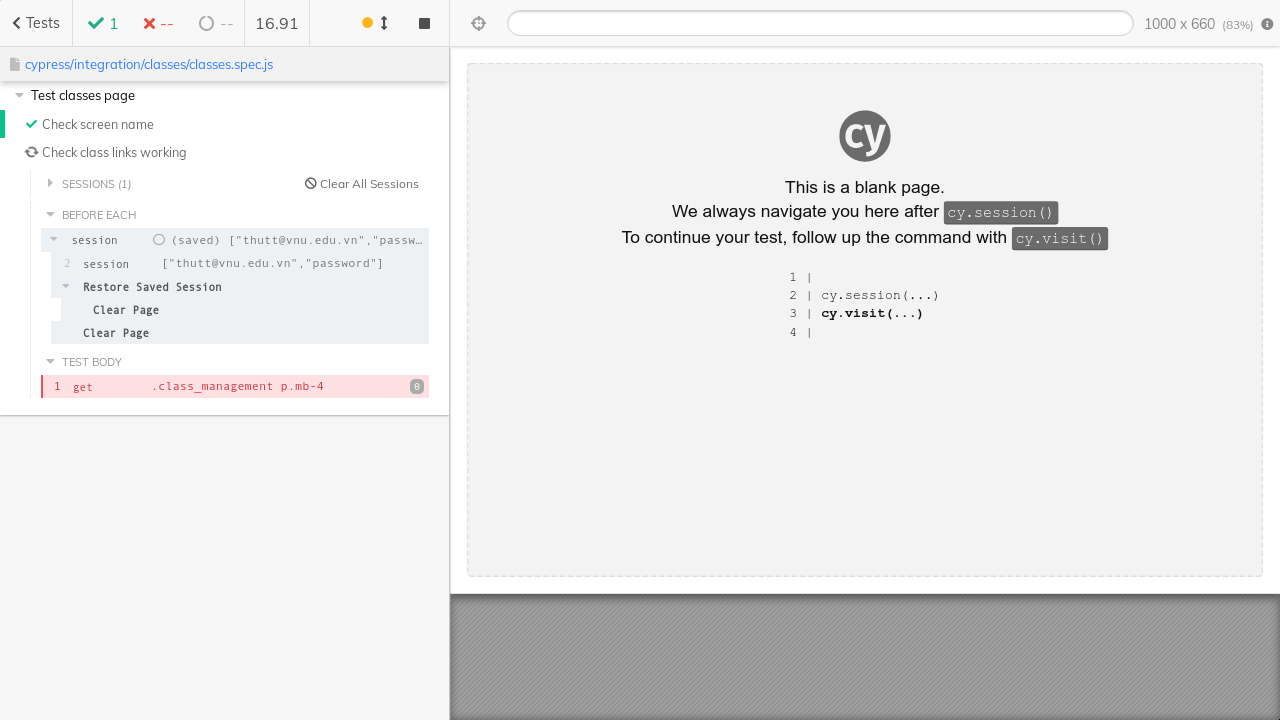 Tests
1
--
--
16.91
1000 x 660 (83%)
cypress/integration/classes/classes.spec.js
Test classes page
Check screen name
Check class links working
SESSIONS (1)
Clear All Sessions
BEFORE EACH
session (saved) ["thutt@vnu.edu.vn","passw…
2 session ["thutt@vnu.edu.vn","password"]
Restore Saved Session
Clear Page
Clear Page
TEST BODY
1 get .class_management p.mb-4 0
cy
This is a blank page.
We always navigate you here after cy.session()
To continue your test, follow up the command with cy.visit()
1 |
2 | cy.session(...)
3 | cy.visit(...)
4 |